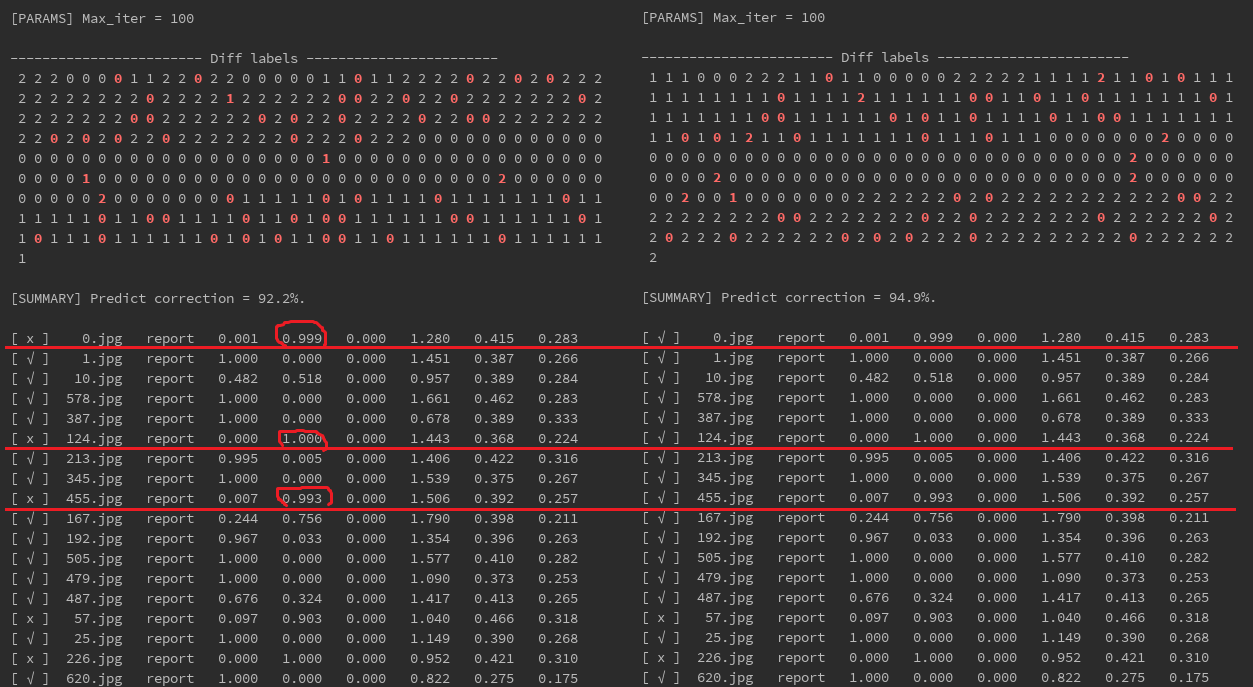 [PARAMS] Max_iter = 100
------------------------ Diff labels ------------------------
2 2 2 0 0 0 0 1 1 2 2 0 2 2 0 0 0 0 0 1 1 0 1 1 2 2 2 2 0 2 2 0 2 0 2 2 2
2 2 2 2 2 2 2 2 0 2 2 2 2 1 2 2 2 2 2 2 0 0 2 2 0 2 2 0 2 2 2 2 2 2 2 0 2
2 2 2 2 2 2 2 0 0 2 2 2 2 2 2 0 2 0 2 2 2 0 2 2 2 0 2 2 0 0 2 2 2 2 2 2 2
2 2 0 2 0 2 0 2 2 0 2 2 2 2 2 2 2 0 2 2 2 0 2 2 0 0 0 0 0 0 0 0 0 0 0 0 0
0 0 0 0 0 0 0 0 0 0 0 0 0 0 0 0 0 0 0 1 0 0 0 0 0 0 0 0 0 0 0 0 0 0 0 0 0
0 0 0 0 1 0 0 0 0 0 0 0 0 0 0 0 0 0 0 0 0 0 0 0 0 0 0 0 0 0 2 0 0 0 0 0 0
0 0 0 0 0 2 0 0 0 0 0 0 0 0 1 1 1 1 1 0 1 0 1 1 1 1 0 1 1 1 1 1 1 1 0 1 1
1 1 1 1 1 0 1 1 0 0 1 1 1 1 0 1 1 0 1 0 0 1 1 1 1 1 1 0 0 1 1 1 1 1 1 0 1
1 0 1 1 1 0 1 1 1 1 1 1 0 1 0 1 0 1 1 0 0 1 1 0 1 1 1 1 1 1 0 1 1 1 1 1 1
1
[SUMMARY] Predict correction = 92.2%.
[ x ] 0.jpg report 0.001 0.999 0.000 1.280 0.415 0.283
[ √ ] 1.jpg report 1.000 0.000 0.000 1.451 0.387 0.266
[ √ ] 10.jpg report 0.482 0.518 0.000 0.957 0.389 0.284
[ √ ] 578.jpg report 1.000 0.000 0.000 1.661 0.462 0.283
[ √ ] 387.jpg report 1.000 0.000 0.000 0.678 0.389 0.333
[ x ] 124.jpg report 0.000 1.000 0.000 1.443 0.368 0.224
[ √ ] 213.jpg report 0.995 0.005 0.000 1.406 0.422 0.316
[ √ ] 345.jpg report 1.000 0.000 0.000 1.539 0.375 0.267
[ x ] 455.jpg report 0.007 0.993 0.000 1.506 0.392 0.257
[ √ ] 167.jpg report 0.244 0.756 0.000 1.790 0.398 0.211
[ √ ] 192.jpg report 0.967 0.033 0.000 1.354 0.396 0.263
[ √ ] 505.jpg report 1.000 0.000 0.000 1.577 0.410 0.282
[ √ ] 479.jpg report 1.000 0.000 0.000 1.090 0.373 0.253
[ √ ] 487.jpg report 0.676 0.324 0.000 1.417 0.413 0.265
[ x ] 57.jpg report 0.097 0.903 0.000 1.040 0.466 0.318
[ √ ] 25.jpg report 1.000 0.000 0.000 1.149 0.390 0.268
[ x ] 226.jpg report 0.000 1.000 0.000 0.952 0.421 0.310
[ √ ] 620.jpg report 1.000 0.000 0.000 0.822 0.275 0.175
[PARAMS] Max_iter = 100
------------------------ Diff labels ------------------------
1 1 1 0 0 0 2 2 2 1 1 0 1 1 0 0 0 0 0 2 2 2 2 2 1 1 1 1 2 1 1 0 1 0 1 1 1
1 1 1 1 1 1 1 1 0 1 1 1 1 2 1 1 1 1 1 1 0 0 1 1 0 1 1 0 1 1 1 1 1 1 1 0 1
1 1 1 1 1 1 1 0 0 1 1 1 1 1 1 0 1 0 1 1 1 0 1 1 1 0 1 1 0 0 1 1 1 1 1 1 1
1 1 0 1 0 1 2 1 1 0 1 1 1 1 1 1 1 0 1 1 1 0 1 1 0 0 0 0 0 0 0 0 2 0 0 0 0
0 0 0 0 0 0 0 0 0 0 0 0 0 0 0 0 0 0 0 0 0 0 0 0 0 0 0 0 0 0 2 0 0 0 0 0 0
0 0 0 0 2 0 0 0 0 0 0 0 0 0 0 0 0 0 0 0 0 0 0 0 0 0 0 0 0 0 2 0 0 0 0 0 0
0 0 2 0 0 1 0 0 0 0 0 0 0 2 2 2 2 2 2 0 2 0 2 2 2 2 2 2 2 2 2 2 2 0 0 2 2
2 2 2 2 2 2 2 2 0 0 2 2 2 2 2 2 2 0 2 2 0 2 2 2 2 2 2 2 0 2 2 2 2 2 2 0 2
2 0 2 2 2 0 2 2 2 2 2 2 0 2 0 2 0 2 2 2 0 2 2 2 2 2 2 2 2 2 0 2 2 2 2 2 2
2
[SUMMARY] Predict correction = 94.9%.
[ √ ] 0.jpg report 0.001 0.999 0.000 1.280 0.415 0.283
[ √ ] 1.jpg report 1.000 0.000 0.000 1.451 0.387 0.266
[ √ ] 10.jpg report 0.482 0.518 0.000 0.957 0.389 0.284
[ √ ] 578.jpg report 1.000 0.000 0.000 1.661 0.462 0.283
[ √ ] 387.jpg report 1.000 0.000 0.000 0.678 0.389 0.333
[ √ ] 124.jpg report 0.000 1.000 0.000 1.443 0.368 0.224
[ √ ] 213.jpg report 0.995 0.005 0.000 1.406 0.422 0.316
[ √ ] 345.jpg report 1.000 0.000 0.000 1.539 0.375 0.267
[ √ ] 455.jpg report 0.007 0.993 0.000 1.506 0.392 0.257
[ √ ] 167.jpg report 0.244 0.756 0.000 1.790 0.398 0.211
[ √ ] 192.jpg report 0.967 0.033 0.000 1.354 0.396 0.263
[ √ ] 505.jpg report 1.000 0.000 0.000 1.577 0.410 0.282
[ √ ] 479.jpg report 1.000 0.000 0.000 1.090 0.373 0.253
[ √ ] 487.jpg report 0.676 0.324 0.000 1.417 0.413 0.265
[ x ] 57.jpg report 0.097 0.903 0.000 1.040 0.466 0.318
[ √ ] 25.jpg report 1.000 0.000 0.000 1.149 0.390 0.268
[ x ] 226.jpg report 0.000 1.000 0.000 0.952 0.421 0.310
[ √ ] 620.jpg report 1.000 0.000 0.000 0.822 0.275 0.175